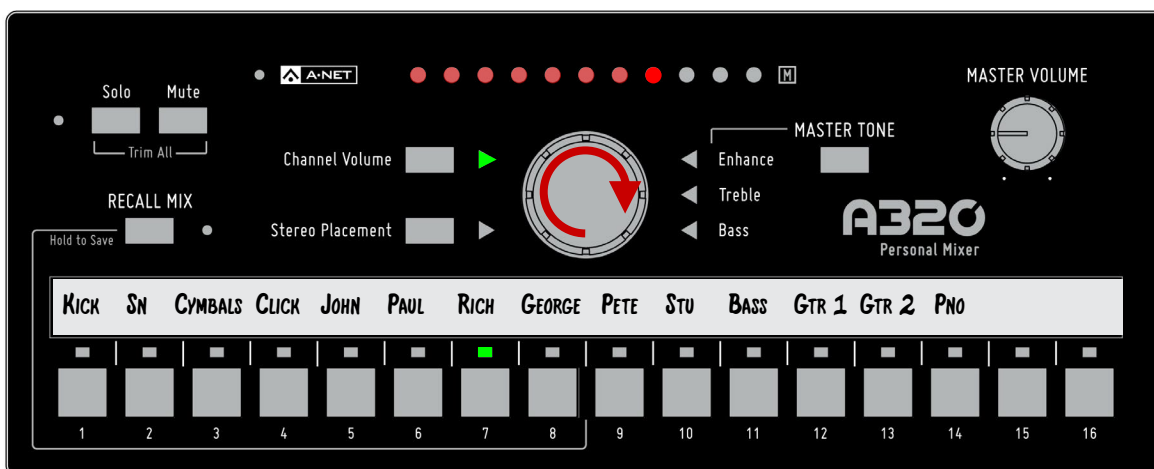 A·NET
M
MASTER VOLUME
Solo Mute
Trim All
MASTER TONE
Channel Volume
Enhance
Treble
RECALL MIX
Hold to Save
Stereo Placement
Bass
A320
Personal Mixer
KICK SN CYMBALS CLICK JOHN PAUL RICH GEORGE PETE STU BASS GTR 1 GTR 2 PNO
1 2 3 4 5 6 7 8 9 10 11 12 13 14 15 16